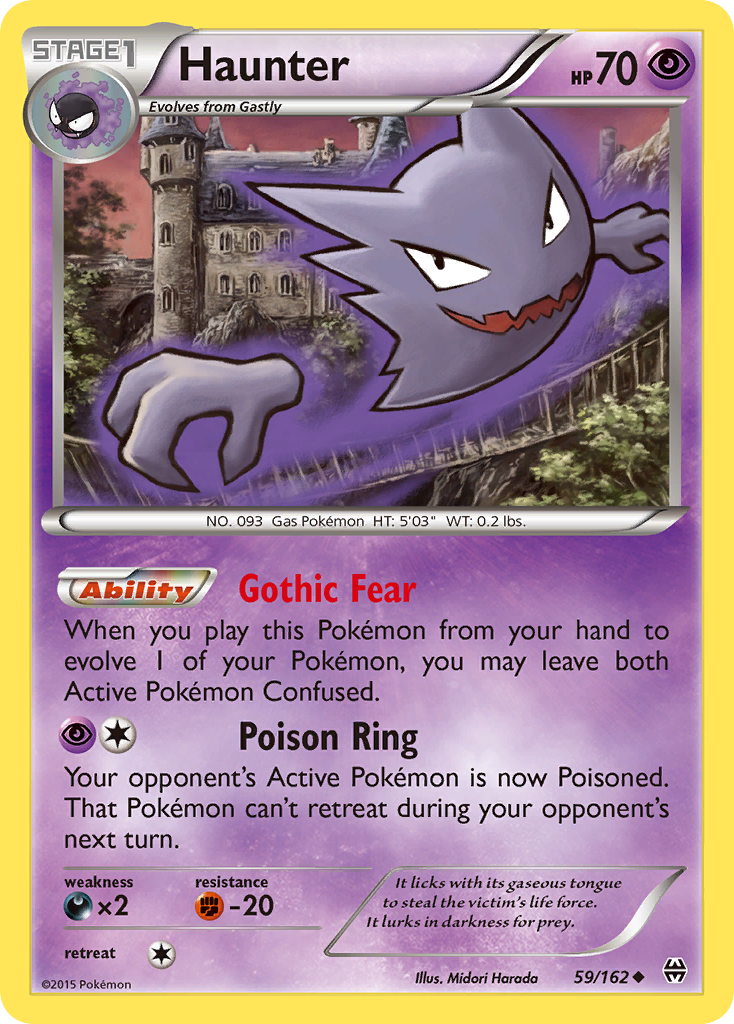 STAGE1
Haunter
HP70
Evolves from Gastly
NO. 093 Gas Pokémon HT: 5'03" WT: 0.2 lbs.
Ability Gothic Fear
When you play this Pokémon from your hand to
evolve 1 of your Pokémon, you may leave both
Active Pokémon Confused.
Poison Ring
Your opponent's Active Pokémon is now Poisoned.
That Pokémon can't retreat during your opponent's
next turn.
weakness resistance
×2 -20
It licks with its gaseous tongue
to steal the victim's life force.
It lurks in darkness for prey.
retreat
©2015 Pokémon
Illus. Midori Harada 59/162